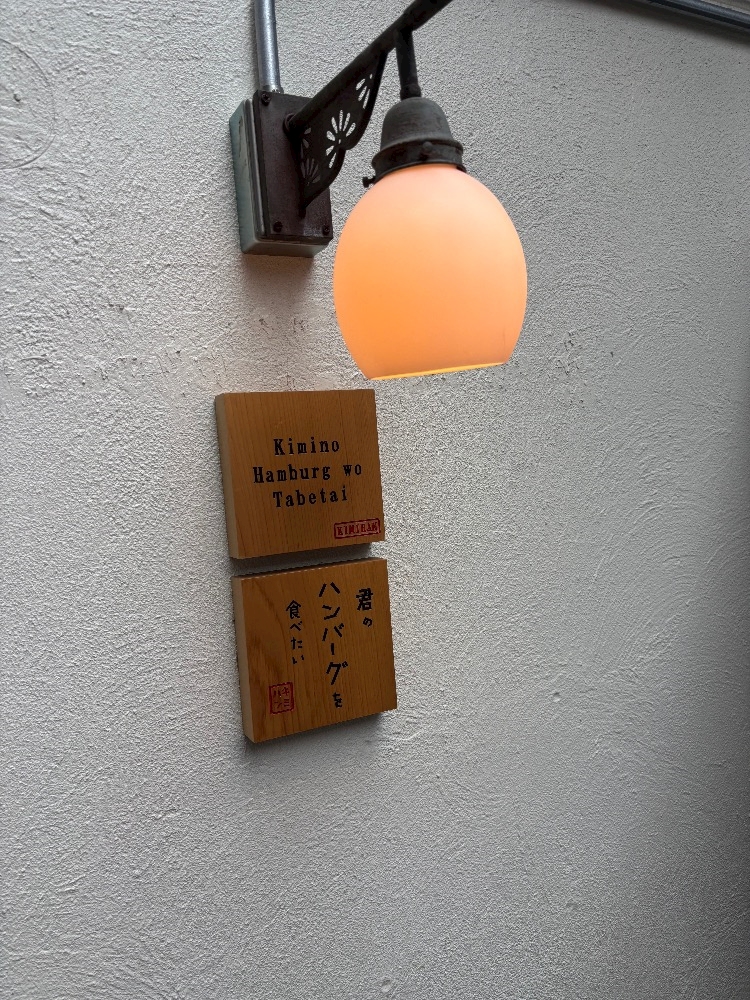 Kimino
Hamburg wo
Tabetai
君の
ハンバーグを
食べたい